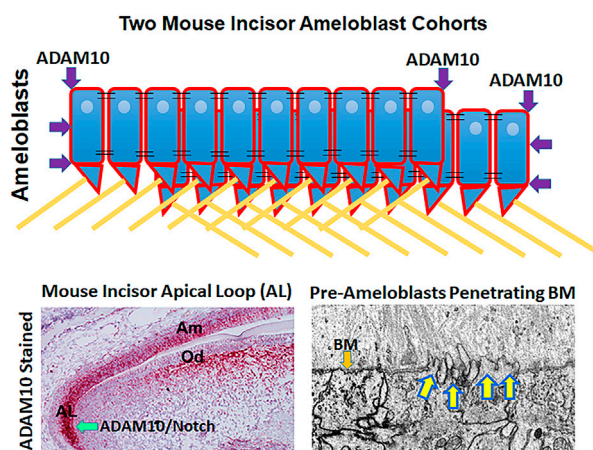 Two Mouse Incisor Ameloblast Cohorts
ADAM10
ADAM10
ADAM10
Ameloblasts
Mouse Incisor Apical Loop (AL)
Pre-Ameloblasts Penetrating BM
ADAM10 Stained
Am
Od
AL
ADAM10/Notch
BM